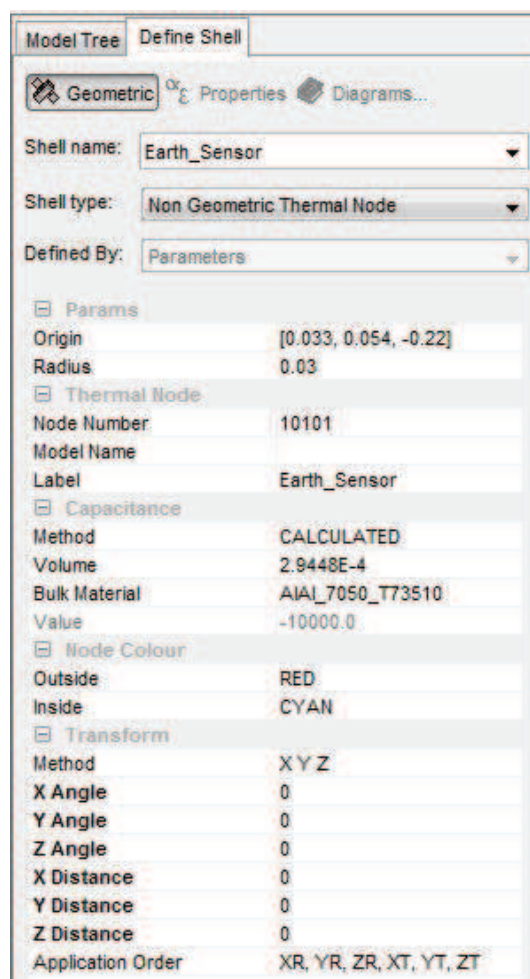 Model Tree Define Shell
Geometric αε Properties Diagrams...
Shell name: Earth_Sensor
Shell type: Non Geometric Thermal Node
Defined By: Parameters
Params
Origin [0.033, 0.054, -0.22]
Radius 0.03
Thermal Node
Node Number 10101
Model Name
Label Earth_Sensor
Capacitance
Method CALCULATED
Volume 2.9448E-4
Bulk Material AlAl_7050_T73510
Value -10000.0
Node Colour
Outside RED
Inside CYAN
Transform
Method X Y Z
X Angle 0
Y Angle 0
Z Angle 0
X Distance 0
Y Distance 0
Z Distance 0
Application Order XR, YR, ZR, XT, YT, ZT